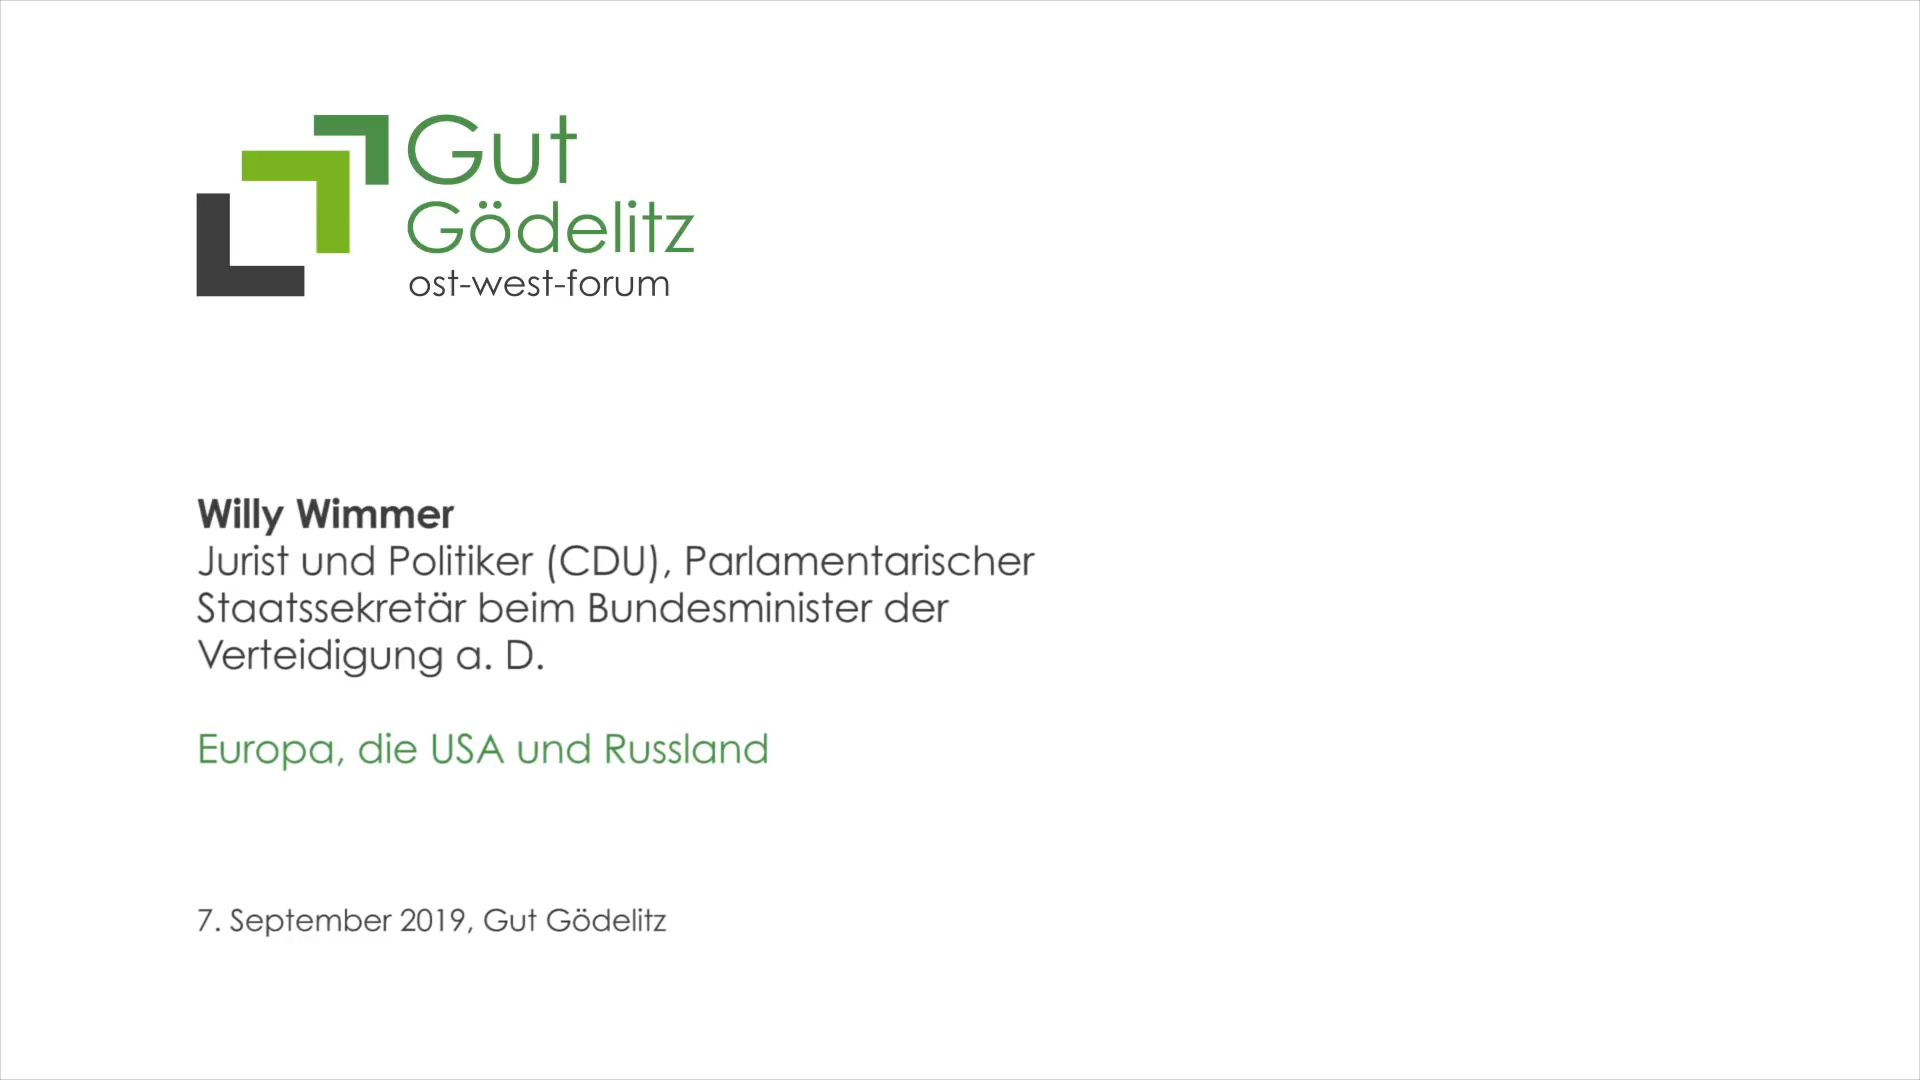 Gut
Gödelitz
ost-west-forum
Willy Wimmer
Jurist und Politiker (CDU), Parlamentarischer
Staatssekretär beim Bundesminister der
Verteidigung a. D.
Europa, die USA und Russland
7. September 2019, Gut Gödelitz